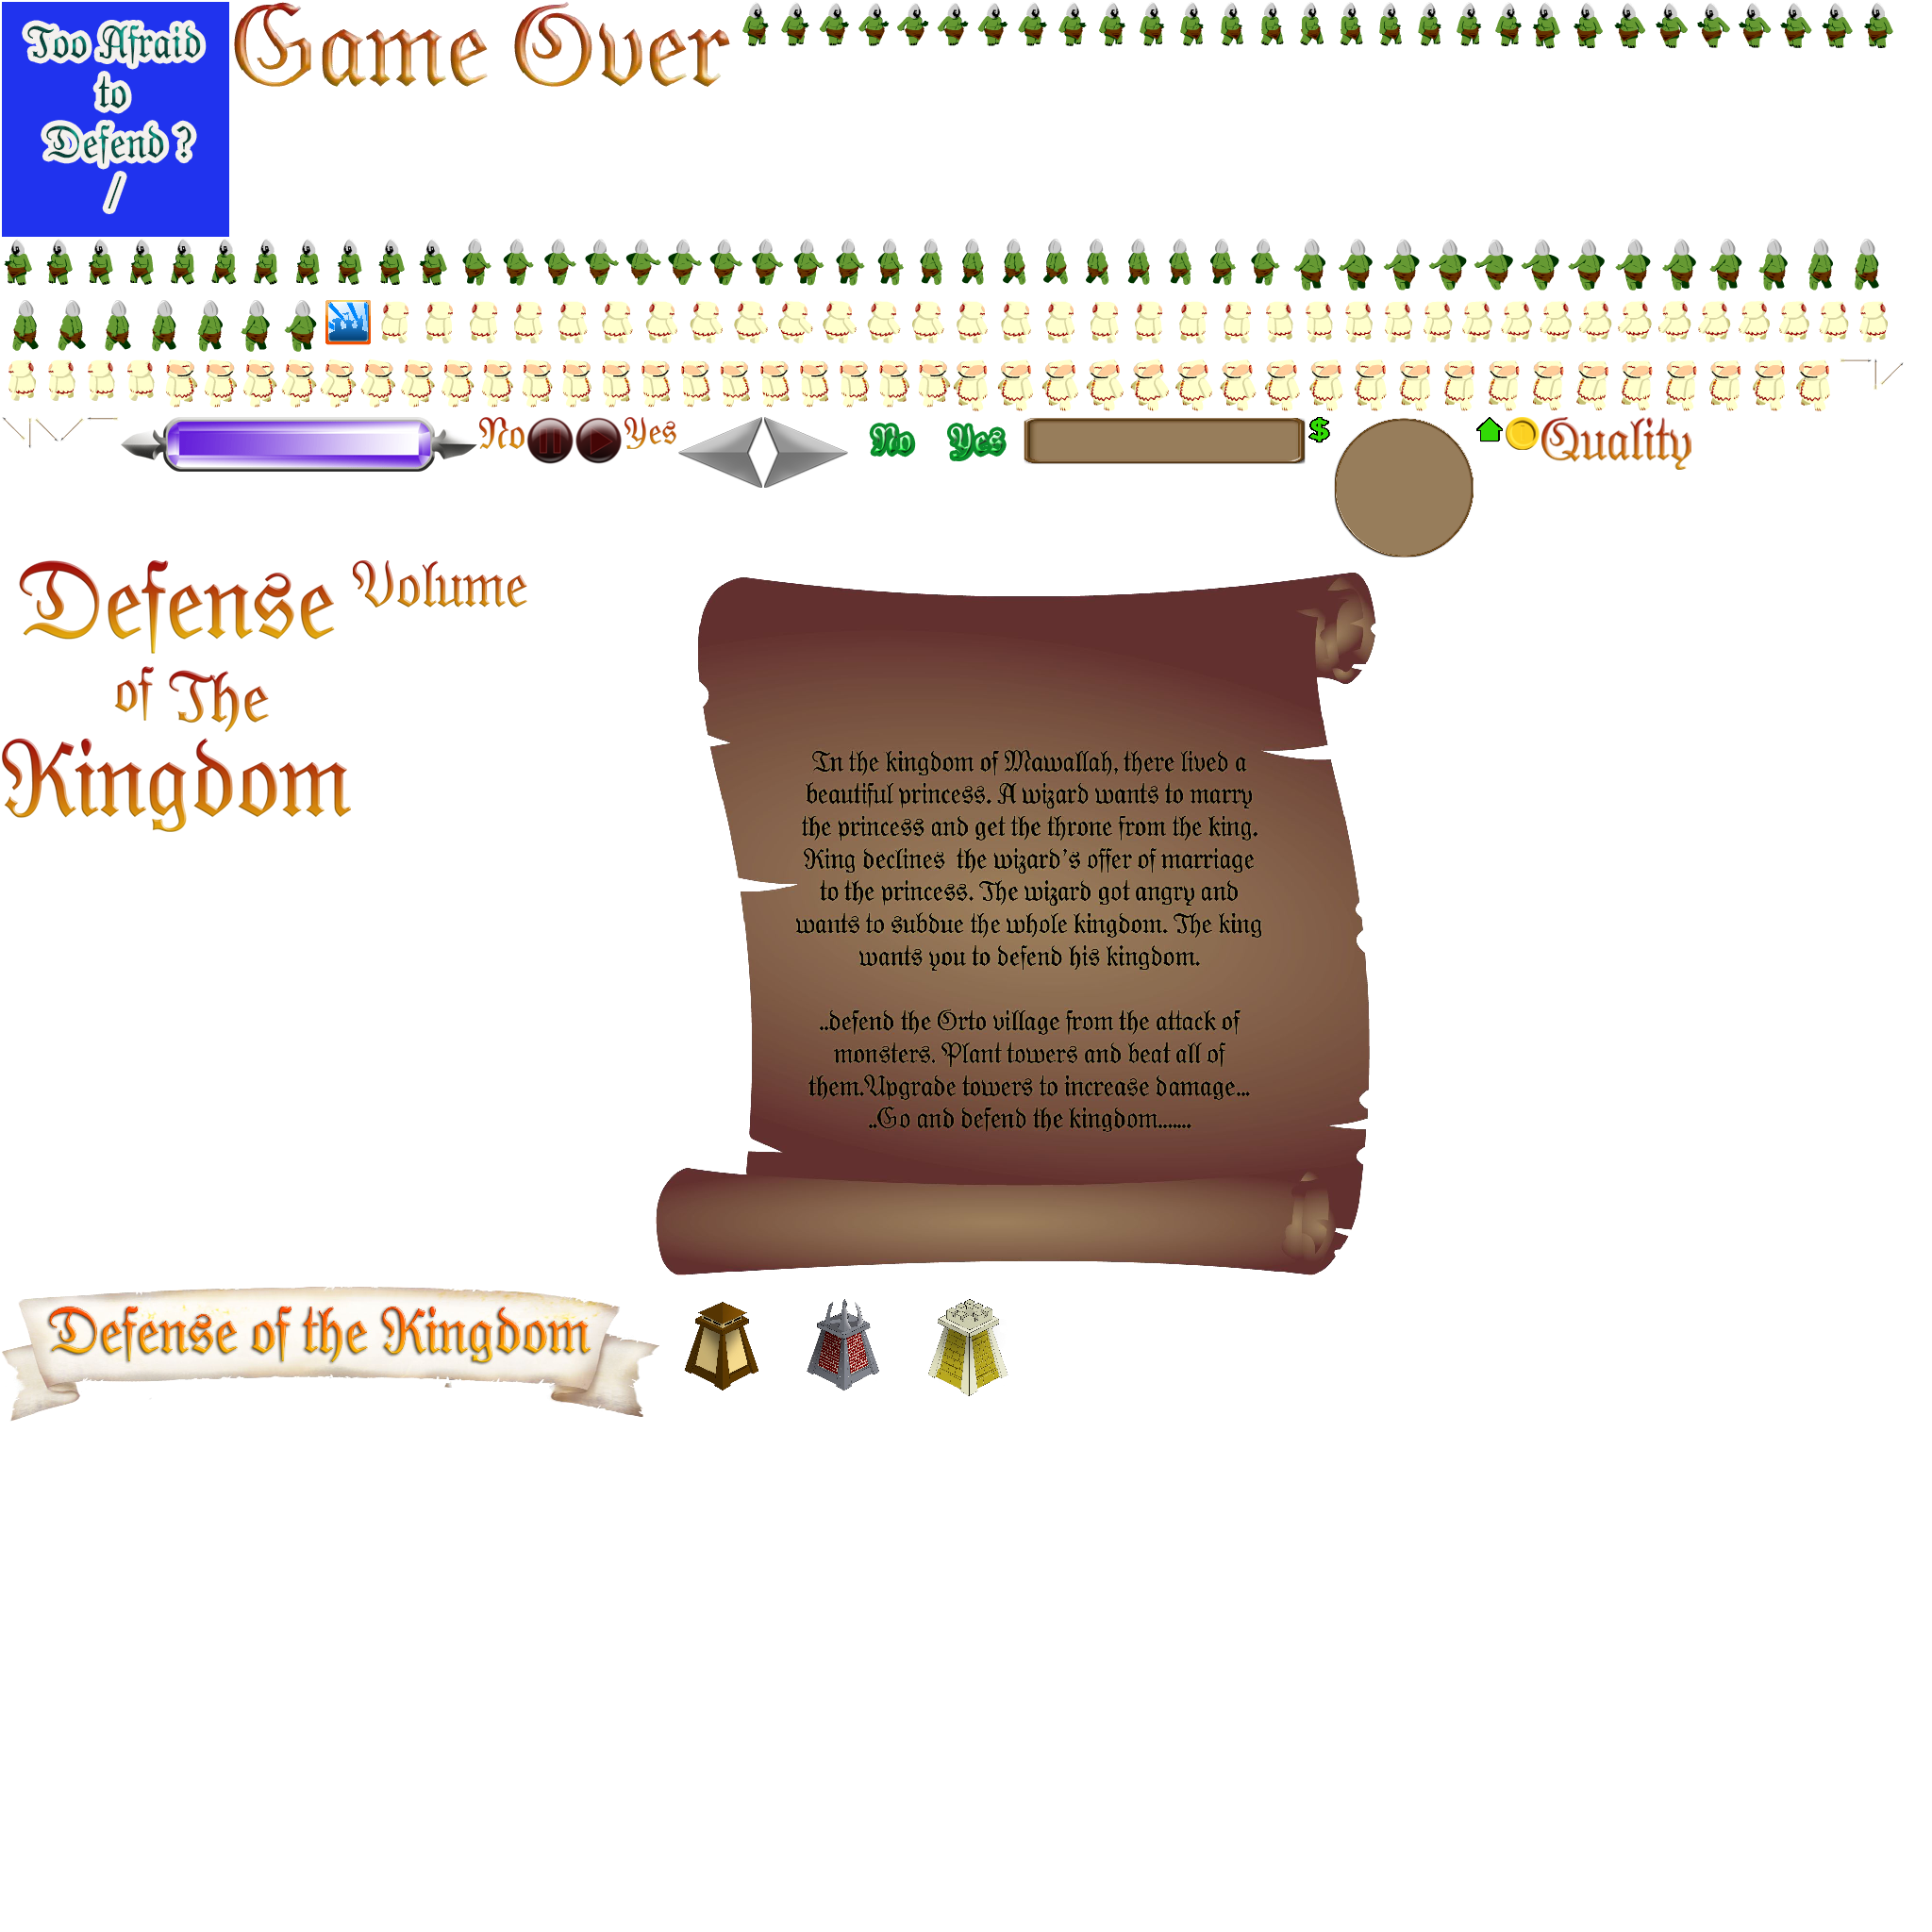 Too Afraid
to
Defend ?
/
Game Over
No
Yes
No
Yes
$
Quality
Defense
of The
Kingdom
Volume
In the kingdom of Mawallah, there lived a
beautiful princess. A wizard wants to marry
the princess and get the throne from the king.
King declines  the wizard's offer of marriage
to the princess. The wizard got angry and
wants to subdue the whole kingdom. The king
wants you to defend his kingdom.
..defend the Orto village from the attack of
monsters. Plant towers and beat all of
them.Upgrade towers to increase damage...
..Go and defend the kingdom.......
Defense of the Kingdom